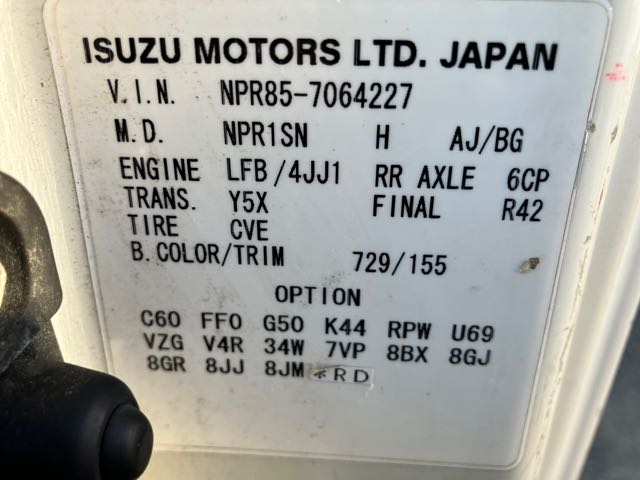 ISUZU MOTORS LTD. JAPAN
V.I.N. NPR85-7064227
M.D. NPR1SN H AJ/BG
ENGINE LFB/4JJ1 RR AXLE 6CP
TRANS. Y5X FINAL R42
TIRE CVE
B.COLOR/TRIM 729/155
OPTION
C60 FF0 G50 K44 RPW U69
VZG V4R 34W 7VP 8BX 8GJ
8GR 8JJ 8JM *RD